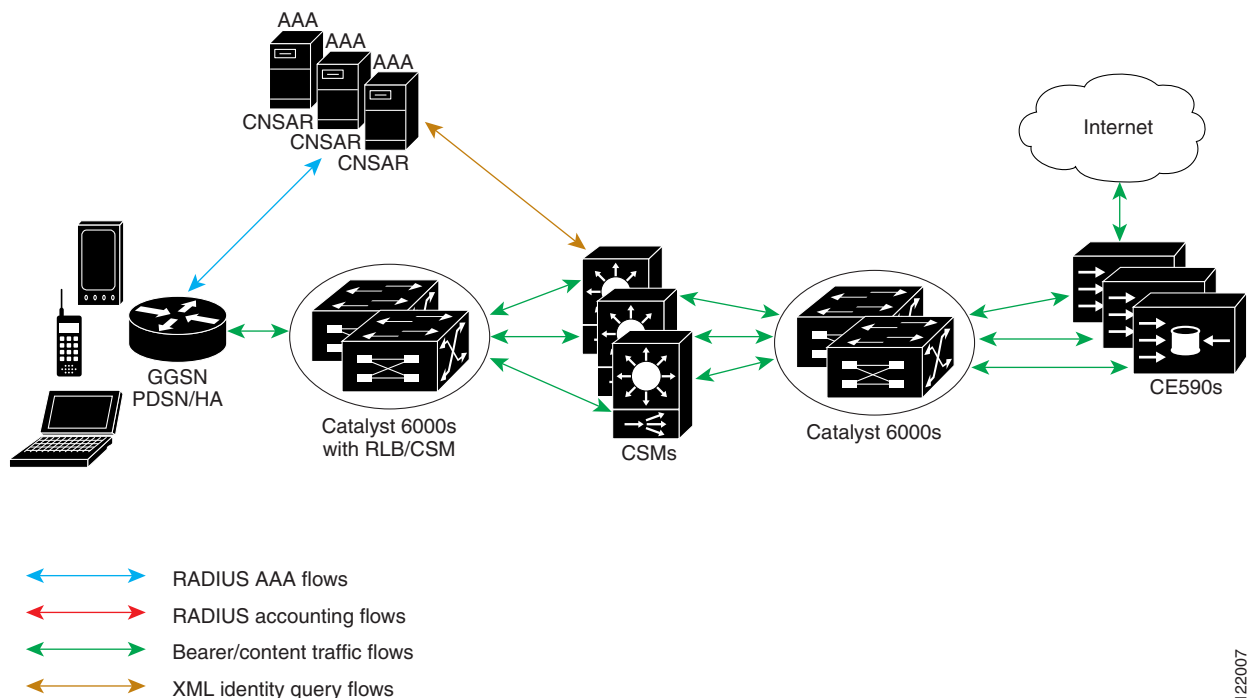 AAA
AAA
AAA
CNSAR
CNSAR
CNSAR
Internet
GGSN
PDSN/HA
Catalyst 6000s
with RLB/CSM
CSMs
Catalyst 6000s
CE590s
RADIUS AAA flows
RADIUS accounting flows
Bearer/content traffic flows
XML identity query flows
122007